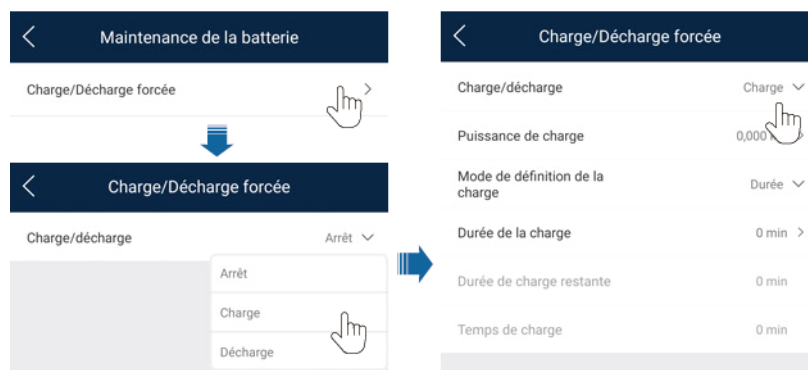 Maintenance de la batterie
Charge/Décharge forcée
Charge/Décharge forcée
Charge/décharge Arrêt
Arrêt
Charge
Décharge
Charge/Décharge forcée
Charge/décharge Charge
Puissance de charge 0,000
Mode de définition de la
charge
Durée
Durée de la charge 0 min
Durée de charge restante 0 min
Temps de charge 0 min